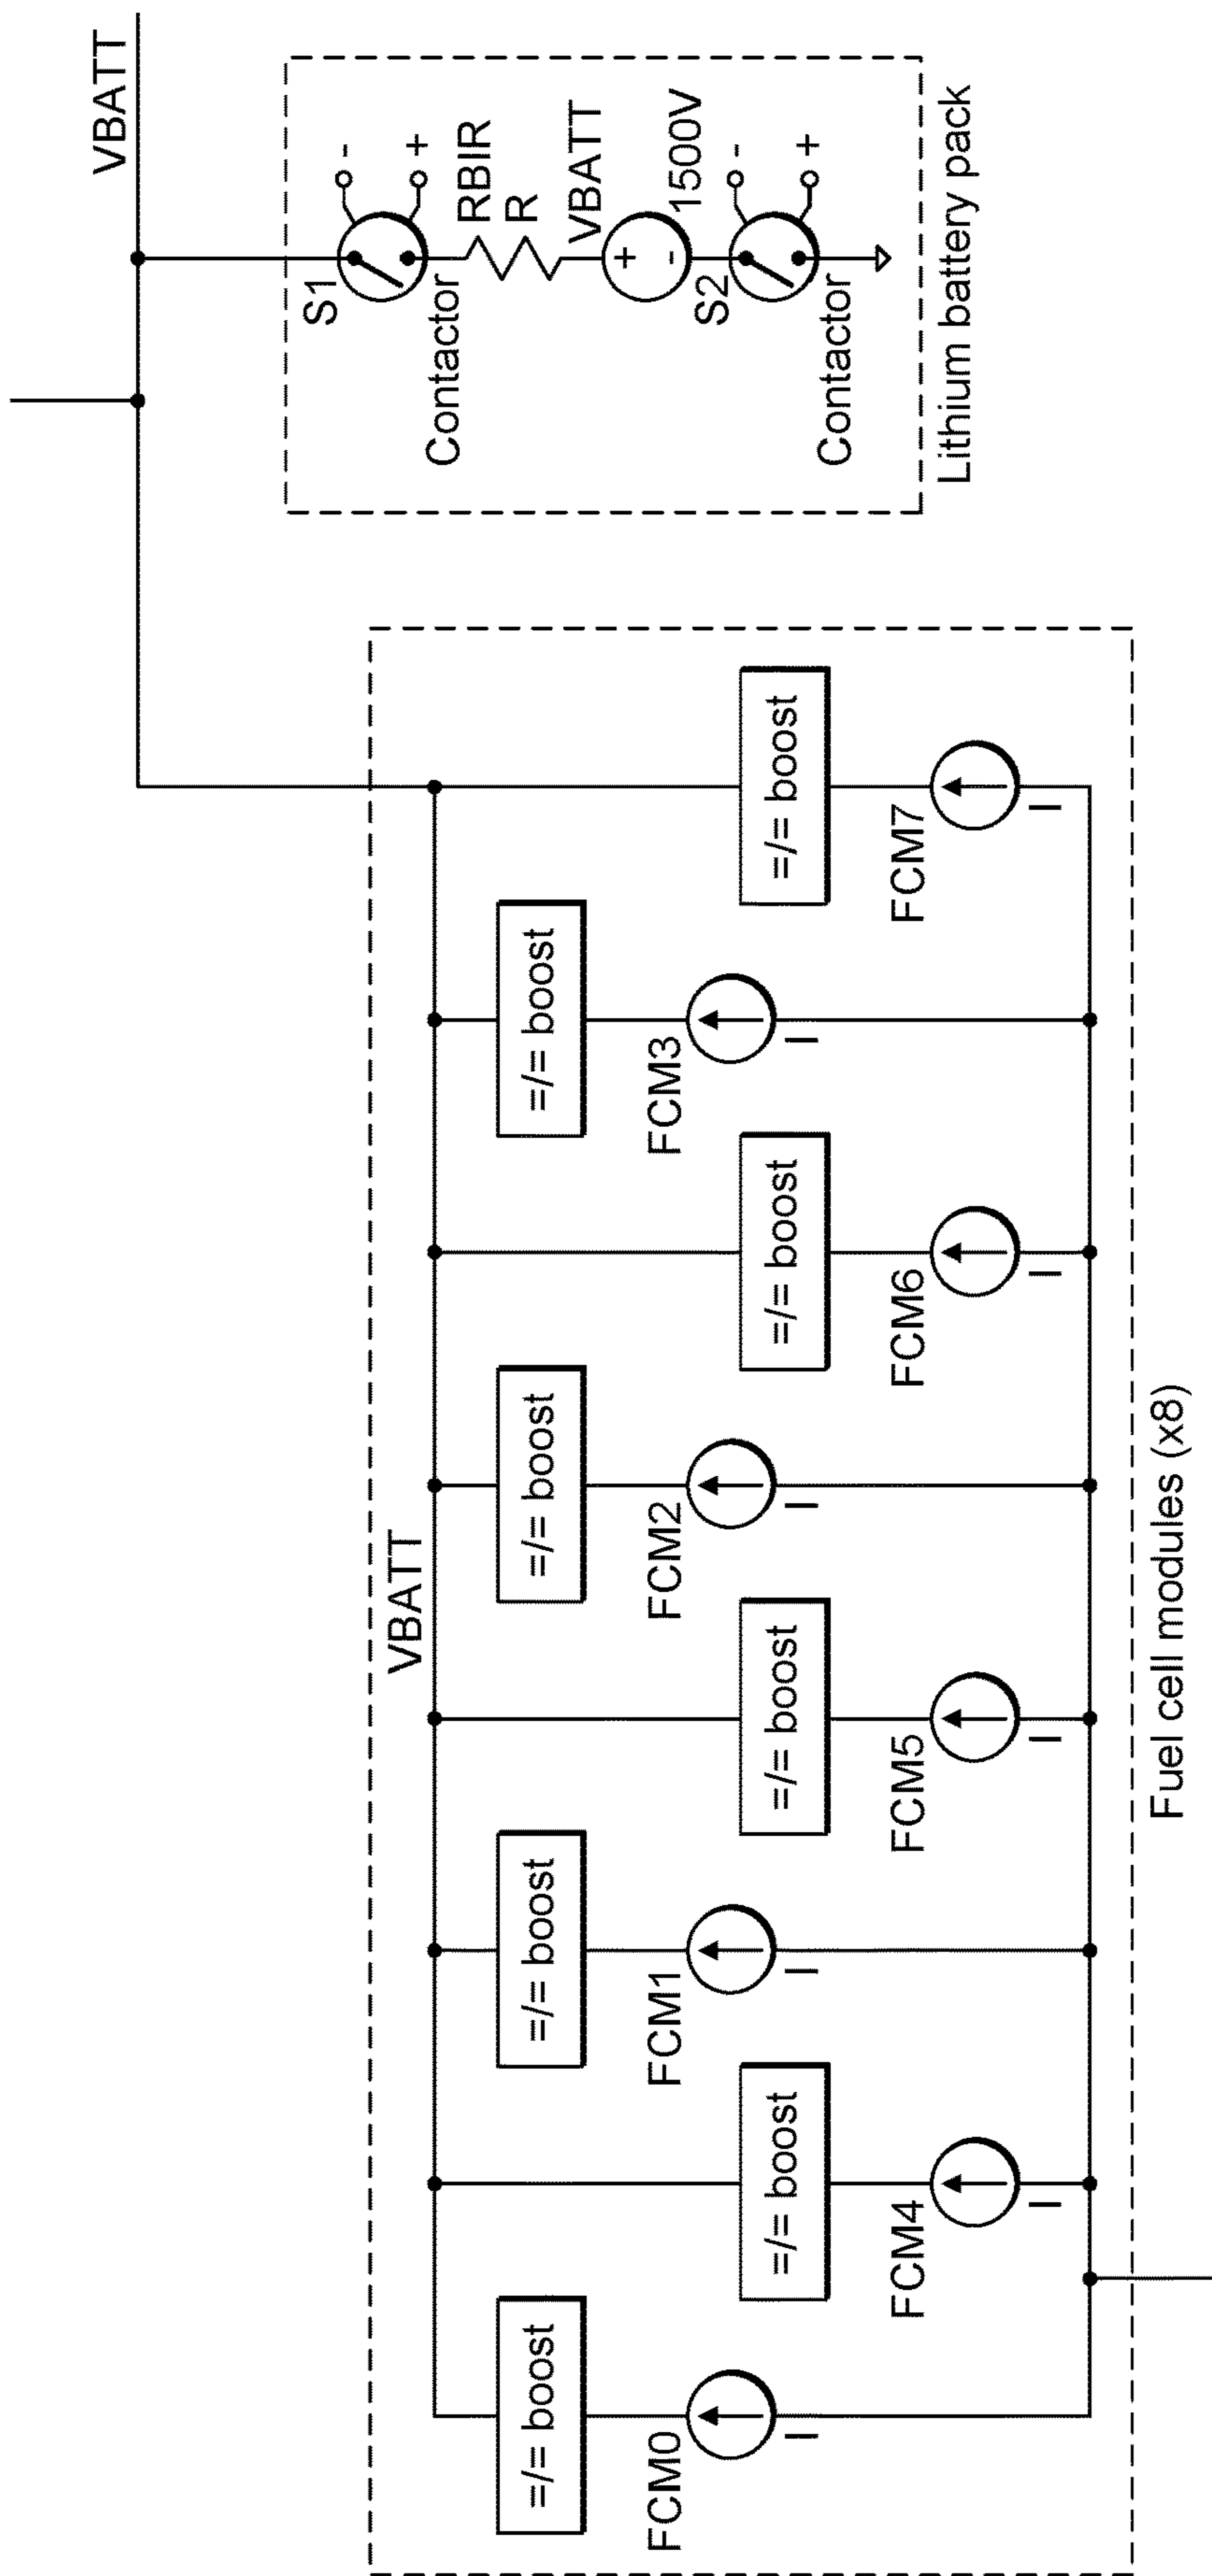 VBATT
VBATT
=/= boost
=/= boost
=/= boost
=/= boost
FCM0
FCM1
FCM2
FCM3
I
I
I
I
=/= boost
=/= boost
=/= boost
=/= boost
FCM4
FCM5
FCM6
FCM7
I
I
I
I
Fuel cell modules (x8)
S1
-
+
Contactor
RBIR
R
VBATT
+
-
1500V
S2
-
+
Contactor
Lithium battery pack